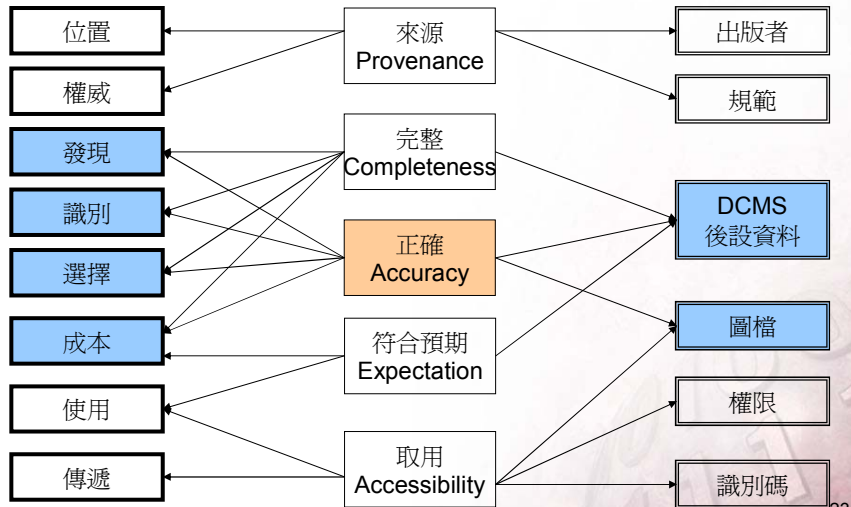 位置
權威
發現
識別
選擇
成本
使用
傳遞
來源
Provenance
完整
Completeness
正確
Accuracy
符合預期
Expectation
取用
Accessibility
出版者
規範
DCMS
後設資料
圖檔
權限
識別碼